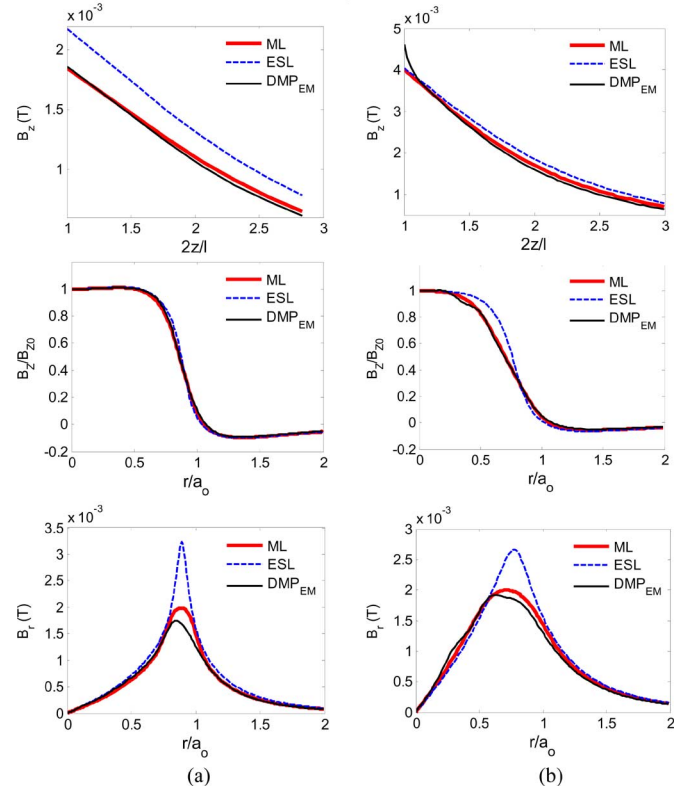 × 10⁻³
2
1.5
1
B_z (T)
ML
ESL
DMP_EM
1 1.5 2 2.5 3
2z/l
× 10⁻³
5
4
3
2
1
B_z (T)
ML
ESL
DMP_EM
1 1.5 2 2.5 3
2z/l
1
0.8
0.6
0.4
0.2
0
-0.2
B_Z/B_Z0
ML
ESL
DMP_EM
0 0.5 1 1.5 2
r/a_o
1
0.8
0.6
0.4
0.2
0
-0.2
B_Z/B_Z0
ML
ESL
DMP_EM
0 0.5 1 1.5 2
r/a_o
× 10⁻³
3.5
3
2.5
2
1.5
1
0.5
0
B_r (T)
ML
ESL
DMP_EM
0 0.5 1 1.5 2
r/a_o
(a)
× 10⁻³
3
2.5
2
1.5
1
0.5
0
B_r (T)
ML
ESL
DMP_EM
0 0.5 1 1.5 2
r/a_o
(b)